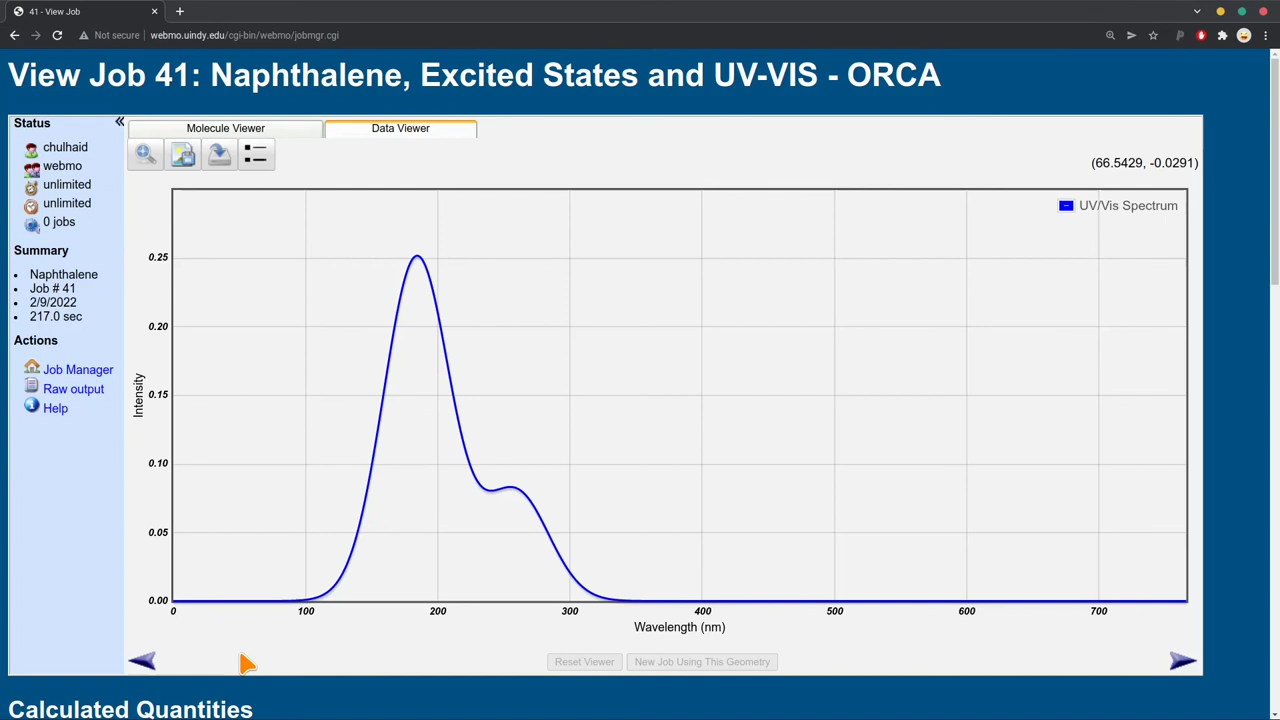 41 - View Job
Not secure webmo.uindy.edu/cgi-bin/webmo/jobmgr.cgi
View Job 41: Naphthalene, Excited States and UV-VIS - ORCA
Status
chulhaid
webmo
unlimited
unlimited
0 jobs
Summary
Naphthalene
Job # 41
2/9/2022
217.0 sec
Actions
Job Manager
Raw output
Help
Molecule Viewer Data Viewer
(66.5429, -0.0291)
UV/Vis Spectrum
0.25
0.20
0.15
0.10
0.05
0.00
Intensity
0 100 200 300 400 500 600 700
Wavelength (nm)
Reset Viewer New Job Using This Geometry
Calculated Quantities